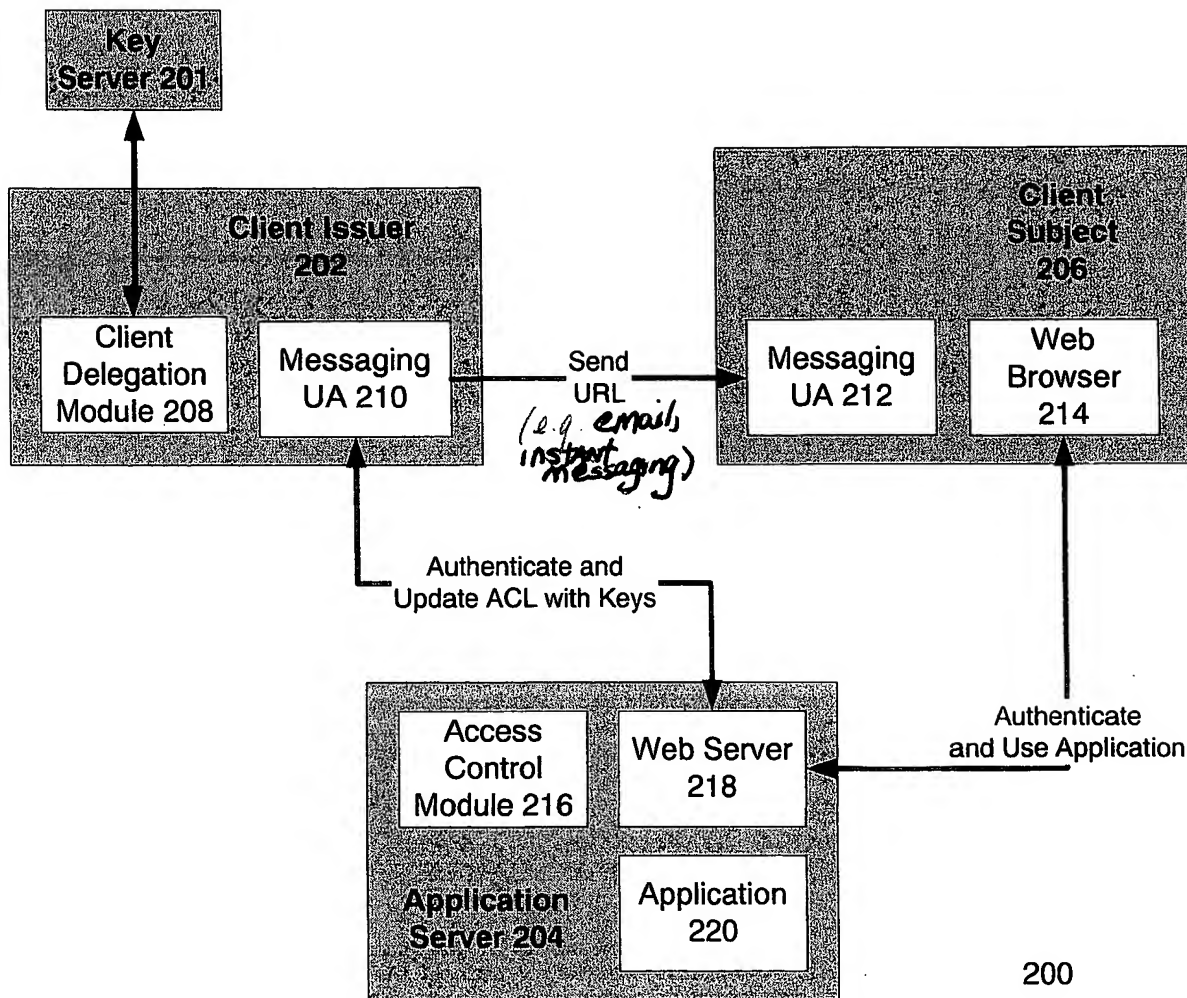 Key
Server 201
Client Issuer
202
Client
Delegation
Module 208
Messaging
UA 210
Send
URL
(e.g. email,
instant
messaging)
Client
Subject
206
Messaging
UA 212
Web
Browser
214
Authenticate and
Update ACL with Keys
Authenticate
and Use Application
Access
Control
Module 216
Web Server
218
Application
Server 204
Application
220
200